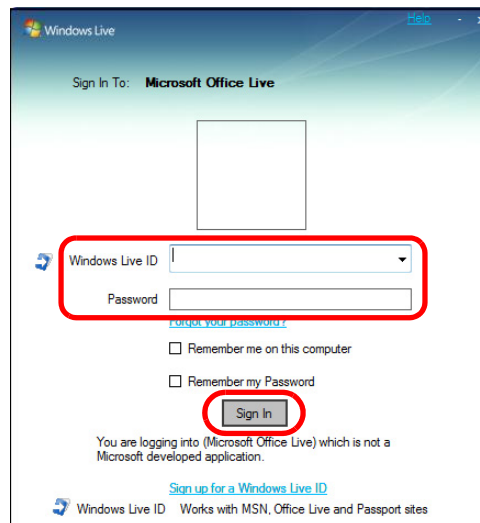 Help
Windows Live
Sign In To: Microsoft Office Live
Windows Live ID
Password
Forgot your password?
Remember me on this computer
Remember my Password
Sign In
You are logging into (Microsoft Office Live) which is not a
Microsoft developed application.
Sign up for a Windows Live ID
Windows Live ID Works with MSN, Office Live and Passport sites